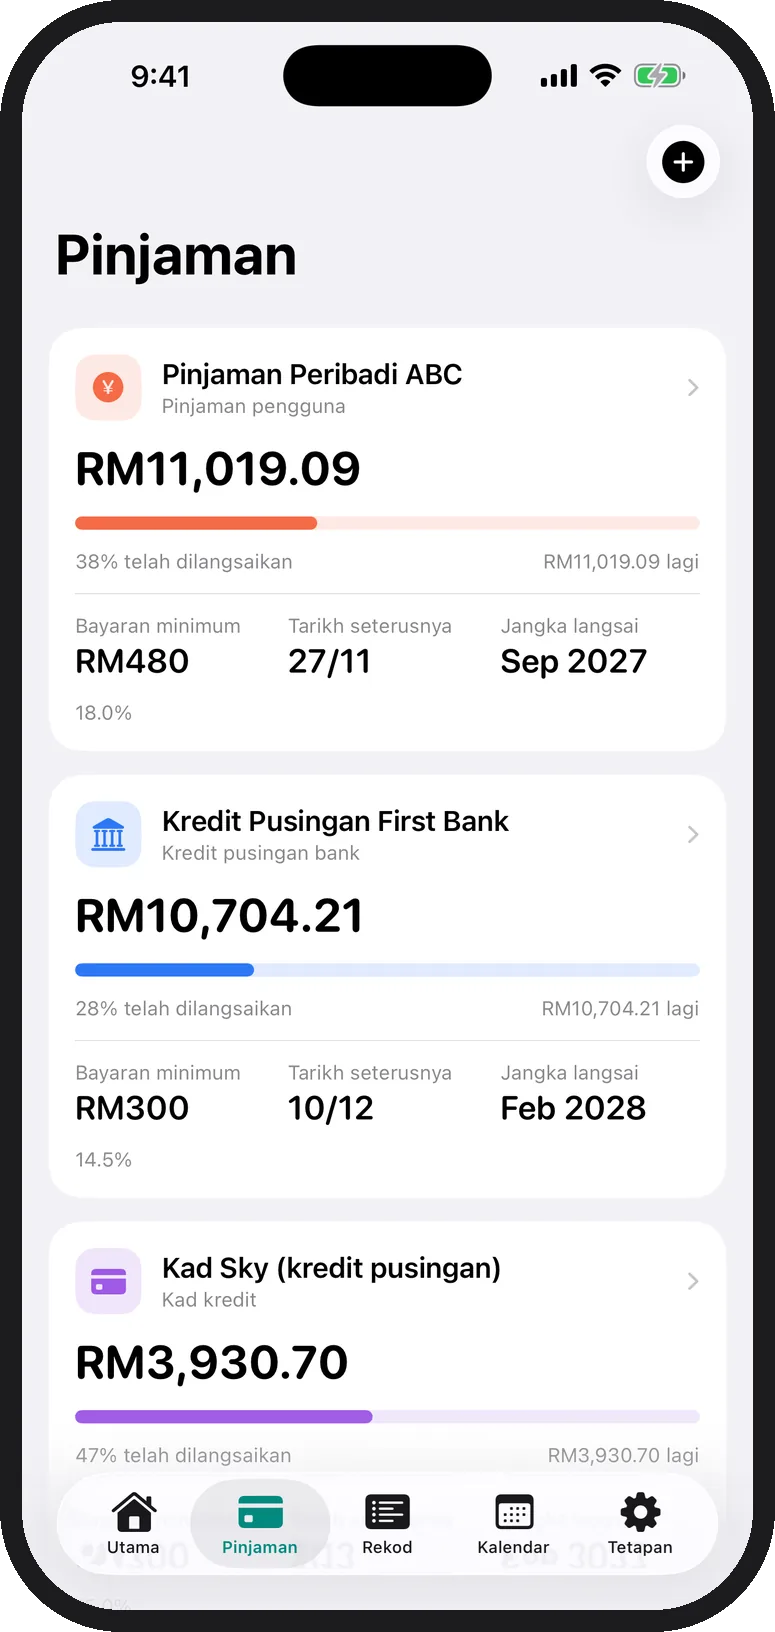 9:41
Pinjaman
Pinjaman Peribadi ABC
Pinjaman pengguna
RM11,019.09
38% telah dilangsaikan
RM11,019.09 lagi
Bayaran minimum
Tarikh seterusnya
Jangka langsai
RM480
27/11
Sep 2027
18.0%
Kredit Pusingan First Bank
Kredit pusingan bank
RM10,704.21
28% telah dilangsaikan
RM10,704.21 lagi
Bayaran minimum
Tarikh seterusnya
Jangka langsai
RM300
10/12
Feb 2028
14.5%
Kad Sky (kredit pusingan)
Kad kredit
RM3,930.70
47% telah dilangsaikan
RM3,930.70 lagi
Utama
Pinjaman
Rekod
Kalendar
Tetapan